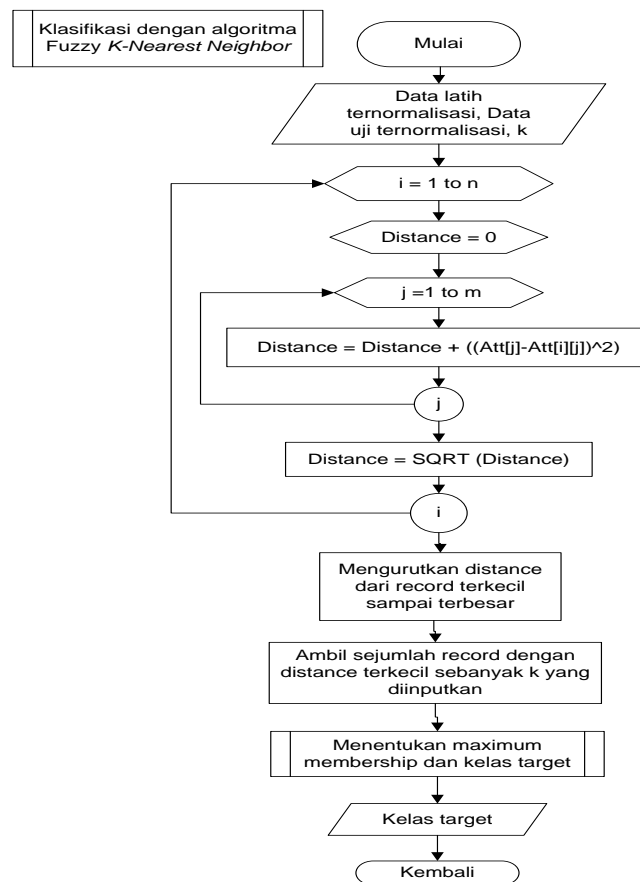 Klasifikasi dengan algoritma
Fuzzy K-Nearest Neighbor
Mulai
Data latih
ternormalisasi, Data
uji ternormalisasi, k
i = 1 to n
Distance = 0
j =1 to m
Distance = Distance + ((Att[j]-Att[i][j])^2)
j
Distance = SQRT (Distance)
i
Mengurutkan distance
dari record terkecil
sampai terbesar
Ambil sejumlah record dengan
distance terkecil sebanyak k yang
diinputkan
Menentukan maximum
membership dan kelas target
Kelas target
Kembali